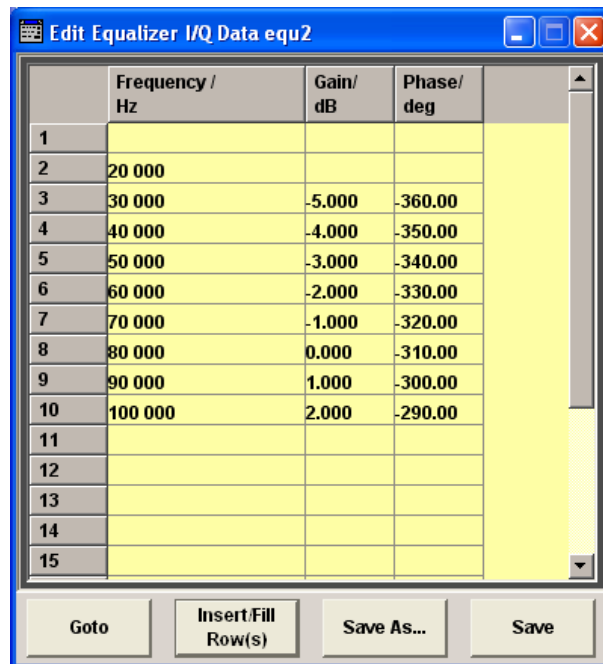 Edit Equalizer I/Q Data equ2
Frequency / Hz Gain/ dB Phase/ deg
1
2 20 000
3 30 000 -5.000 -360.00
4 40 000 -4.000 -350.00
5 50 000 -3.000 -340.00
6 60 000 -2.000 -330.00
7 70 000 -1.000 -320.00
8 80 000 0.000 -310.00
9 90 000 1.000 -300.00
10 100 000 2.000 -290.00
11
12
13
14
15
Goto Insert/Fill Row(s) Save As... Save